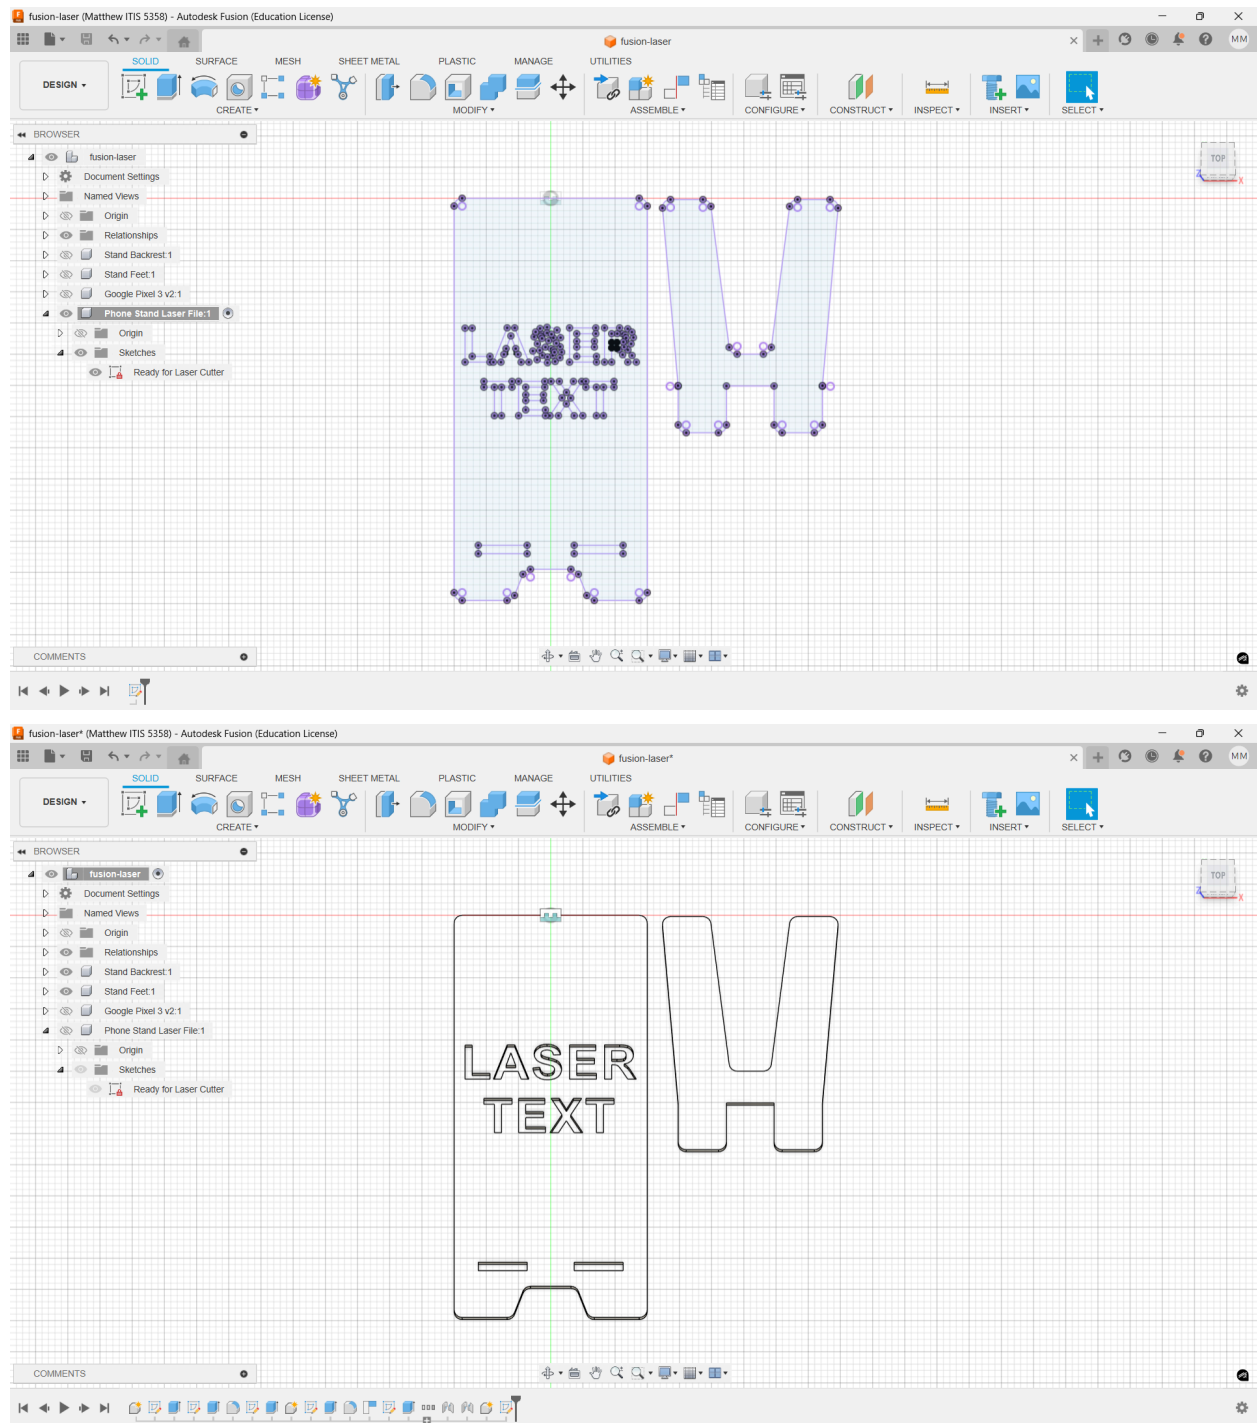 fusion-laser (Matthew ITIS 5358) - Autodesk Fusion (Education License)
fusion-laser
MM
SOLID SURFACE MESH SHEET METAL PLASTIC MANAGE UTILITIES
DESIGN
CREATE MODIFY ASSEMBLE CONFIGURE CONSTRUCT INSPECT INSERT SELECT
BROWSER
fusion-laser
Document Settings
Named Views
Origin
Relationships
Stand Backrest:1
Stand Feet:1
Google Pixel 3 v2:1
Phone Stand Laser File:1
Origin
Sketches
Ready for Laser Cutter
TOP
Z X
LASER
TEXT
COMMENTS
fusion-laser* (Matthew ITIS 5358) - Autodesk Fusion (Education License)
fusion-laser*
MM
SOLID SURFACE MESH SHEET METAL PLASTIC MANAGE UTILITIES
DESIGN
CREATE MODIFY ASSEMBLE CONFIGURE CONSTRUCT INSPECT INSERT SELECT
BROWSER
fusion-laser
Document Settings
Named Views
Origin
Relationships
Stand Backrest:1
Stand Feet:1
Google Pixel 3 v2:1
Phone Stand Laser File:1
Origin
Sketches
Ready for Laser Cutter
TOP
Z X
LASER
TEXT
COMMENTS